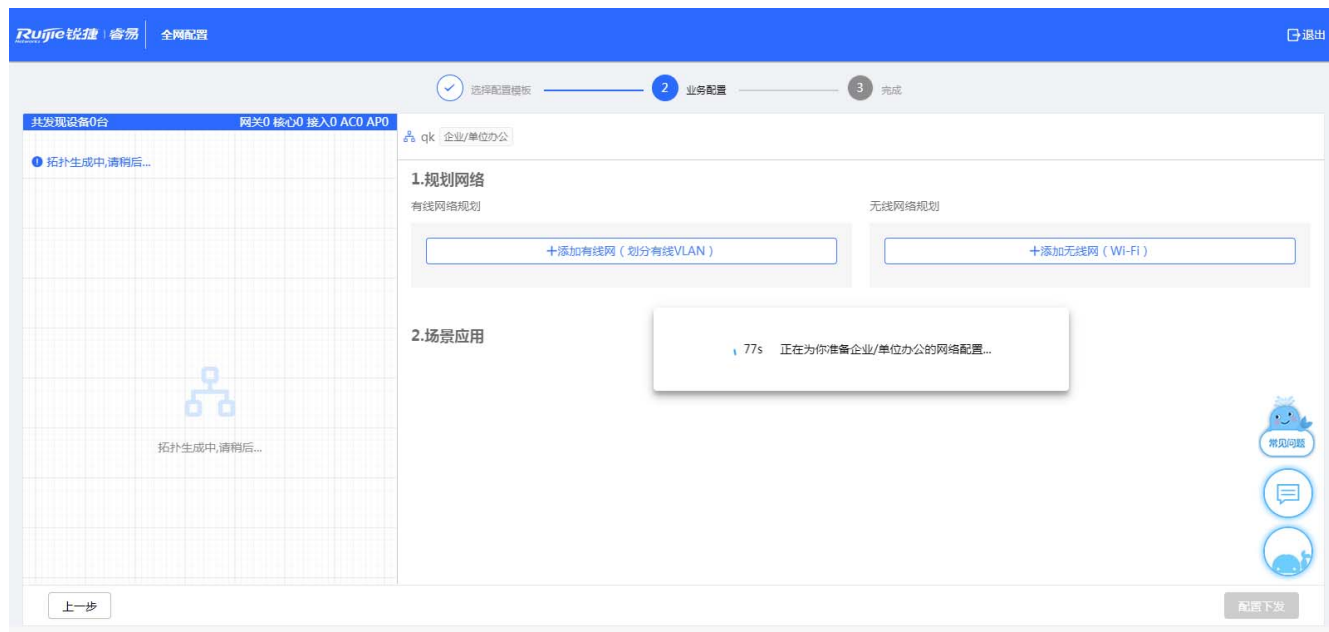 Ruijie锐捷 | 睿易 全网配置 退出
Networks
选择配置模板 2 业务配置 3 完成
共发现设备0台 网关0 核心0 接入0 AC0 AP0
qk 企业/单位办公
拓扑生成中,请稍后...
1.规划网络
有线网络规划 无线网络规划
+添加有线网（划分有线VLAN） +添加无线网（Wi-Fi）
2.场景应用
77s 正在为你准备企业/单位办公的网络配置...
拓扑生成中,请稍后...
常见问题
上一步 配置下发